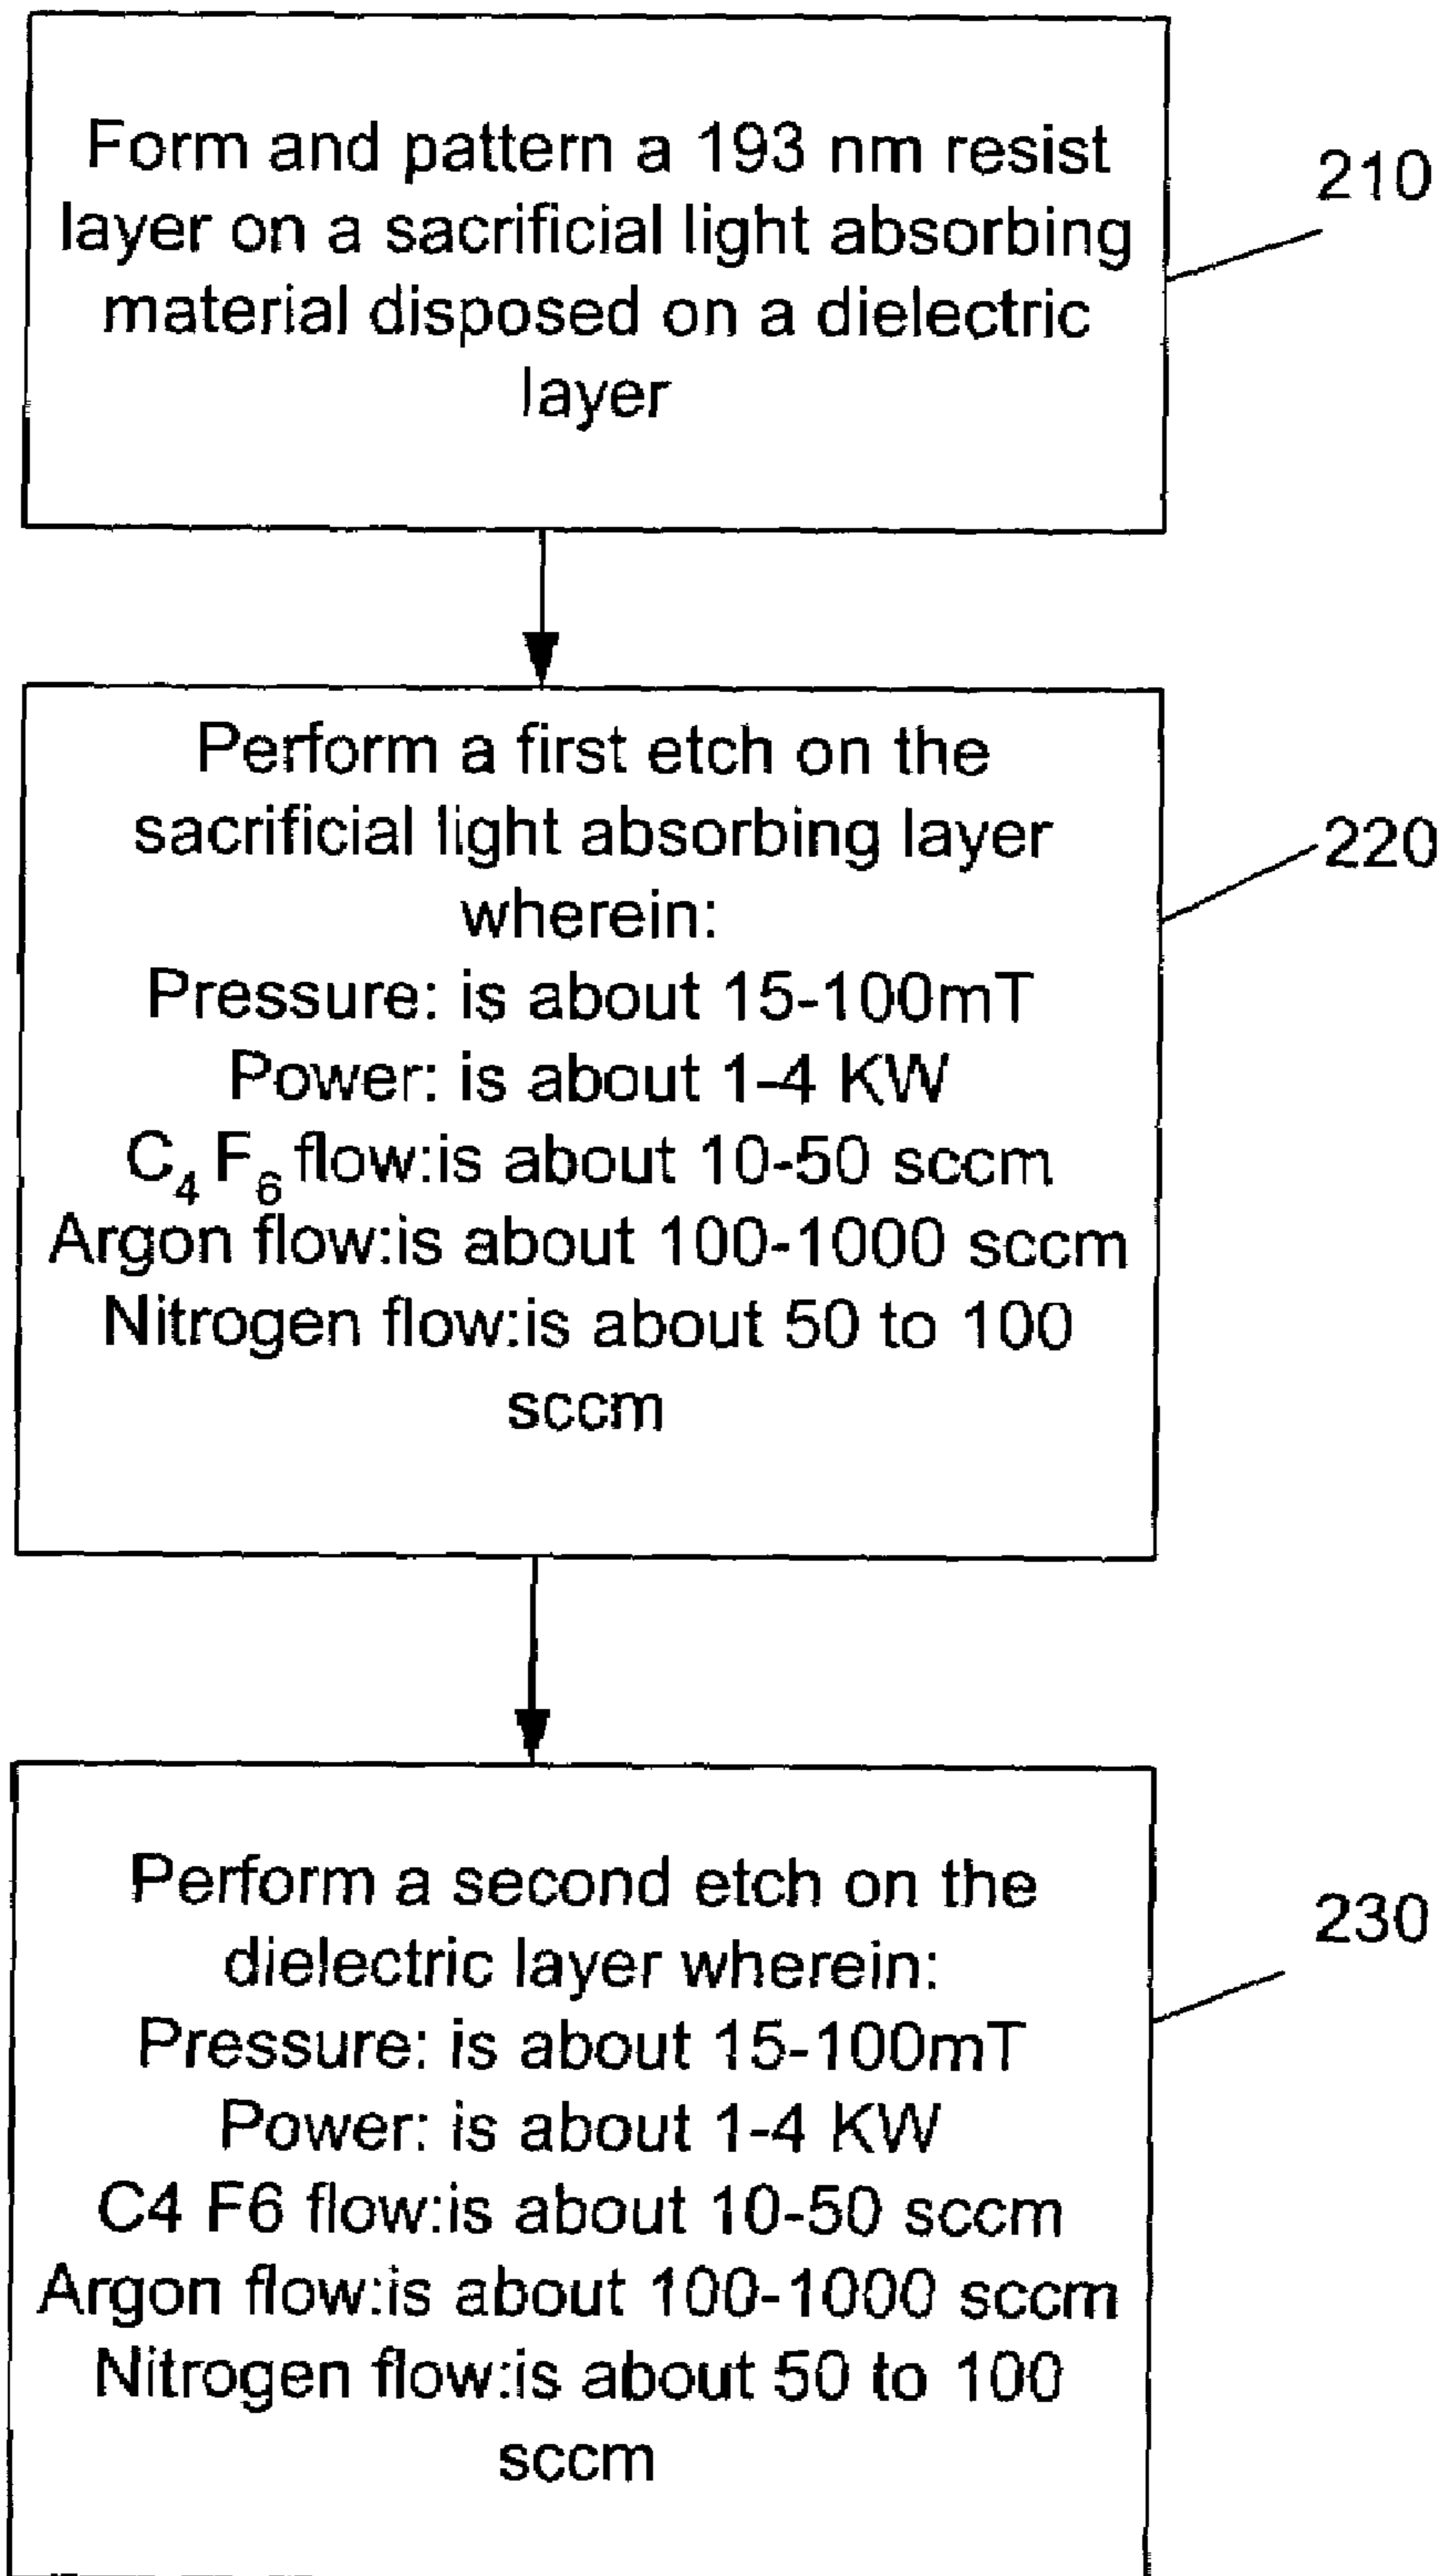 Form and pattern a 193 nm resist
layer on a sacrificial light absorbing
material disposed on a dielectric
layer
210
Perform a first etch on the
sacrificial light absorbing layer
wherein:
Pressure: is about 15-100mT
Power: is about 1-4 KW
C₄ F₆ flow:is about 10-50 sccm
Argon flow:is about 100-1000 sccm
Nitrogen flow:is about 50 to 100
sccm
220
Perform a second etch on the
dielectric layer wherein:
Pressure: is about 15-100mT
Power: is about 1-4 KW
C4 F6 flow:is about 10-50 sccm
Argon flow:is about 100-1000 sccm
Nitrogen flow:is about 50 to 100
sccm
230